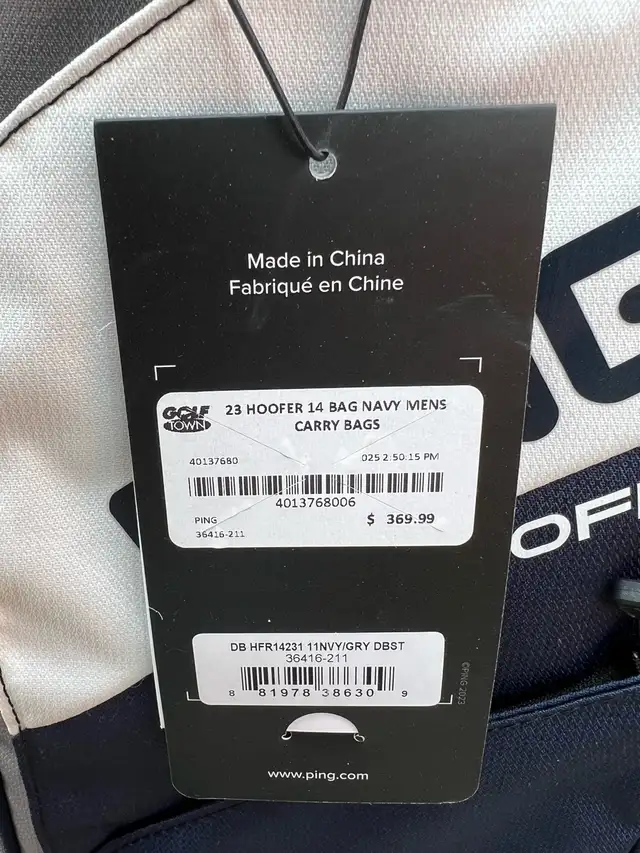 Made in China
Fabriqué en Chine
GOLF
TOWN
23 HOOFER 14 BAG NAVY MENS
CARRY BAGS
40137680
025 2:50:15 PM
4013768006
PING
$ 369.99
36416-211
OF
DB HFR14231 11NVY/GRY DBST
36416-211
8 81978 38630 9
©PING 2023
www.ping.com